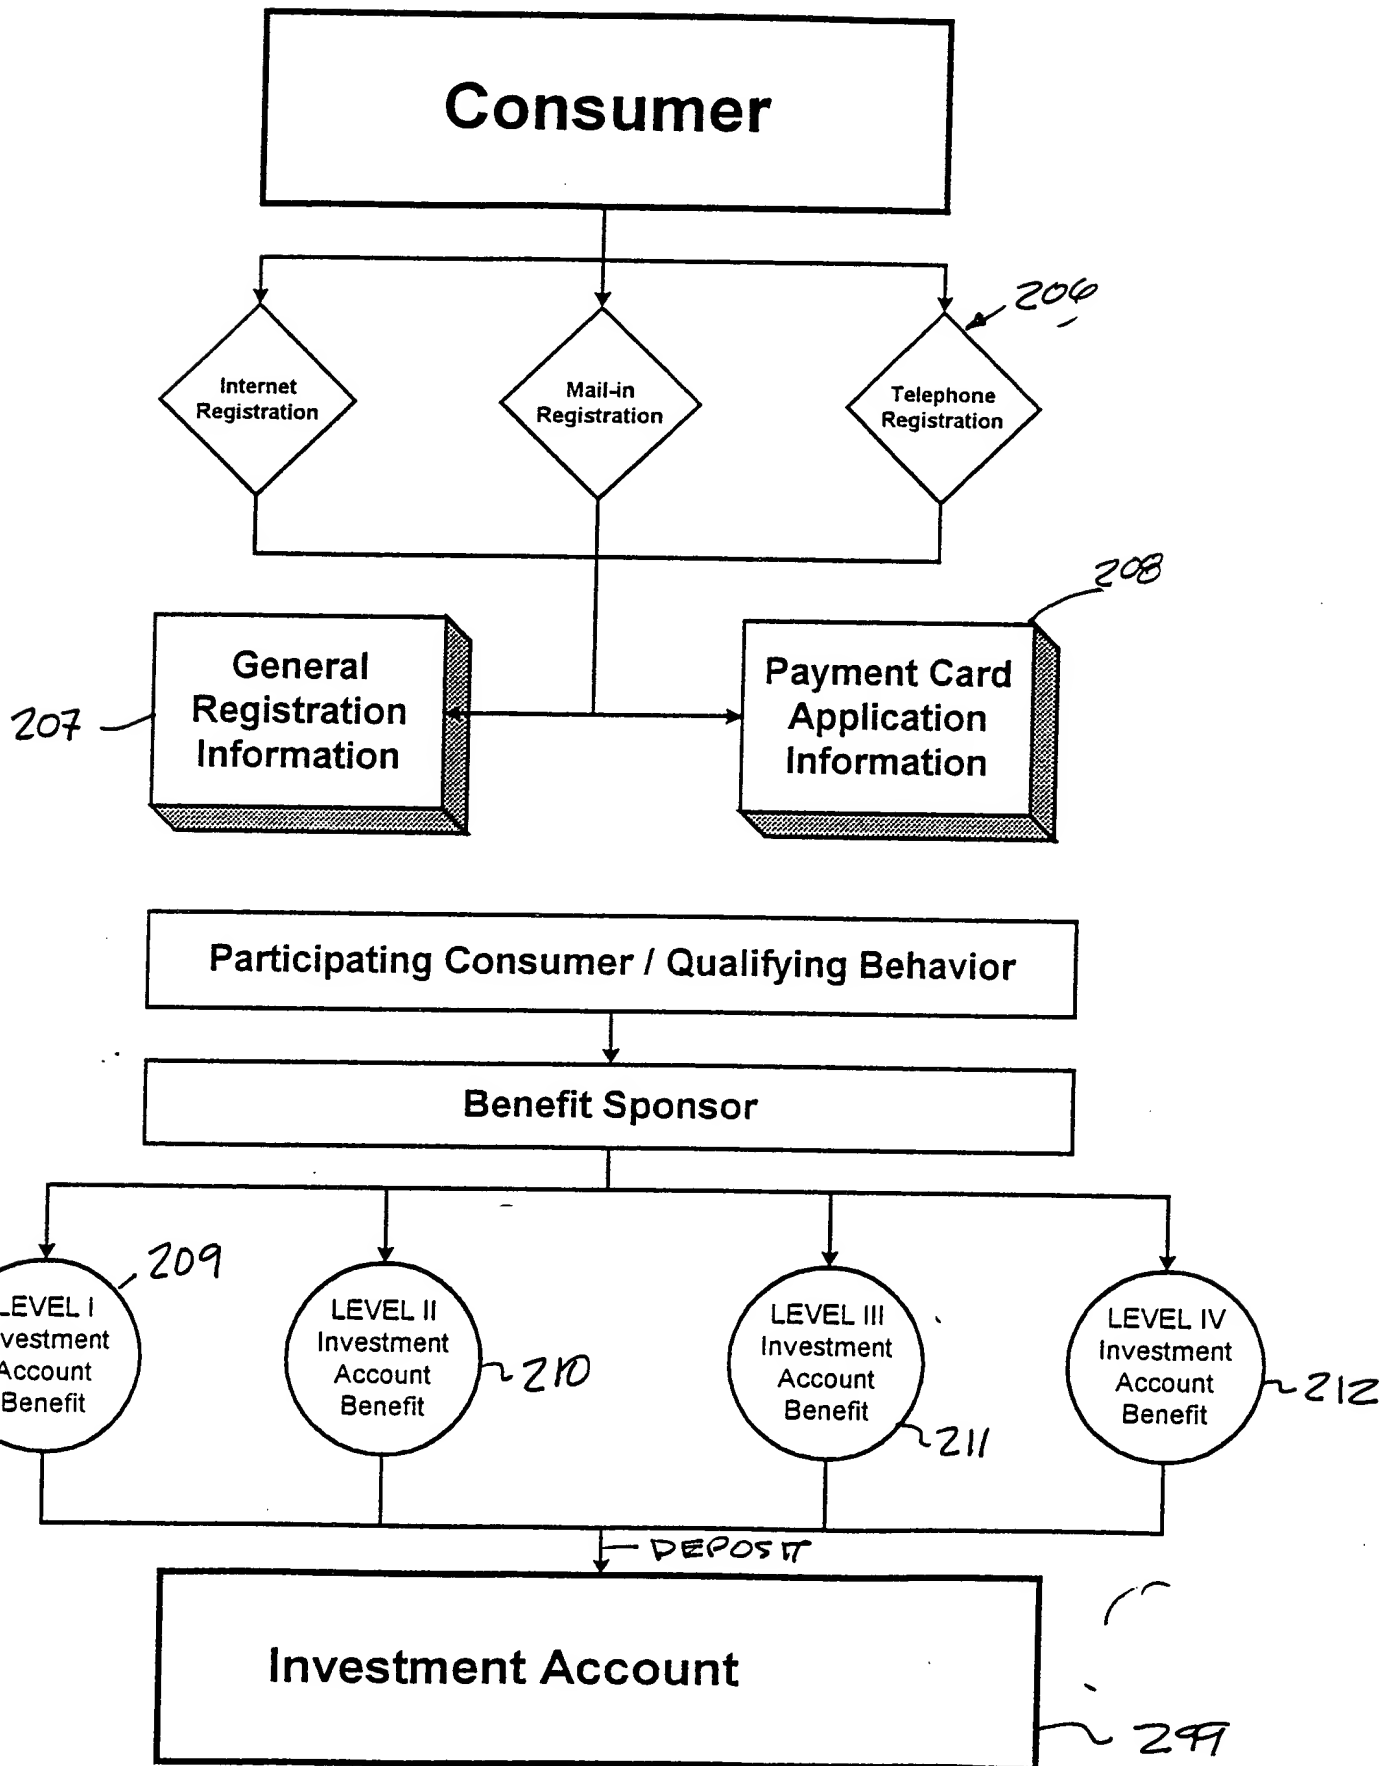 Consumer
206
Internet
Registration
Mail-in
Registration
Telephone
Registration
208
General
Registration
Information
Payment Card
Application
Information
207
Participating Consumer / Qualifying Behavior
Benefit Sponsor
209
LEVEL I
vestment
Account
Benefit
LEVEL II
Investment
Account
Benefit
210
LEVEL III
Investment
Account
Benefit
211
LEVEL IV
Investment
Account
Benefit
212
DEPOSIT
Investment Account
299